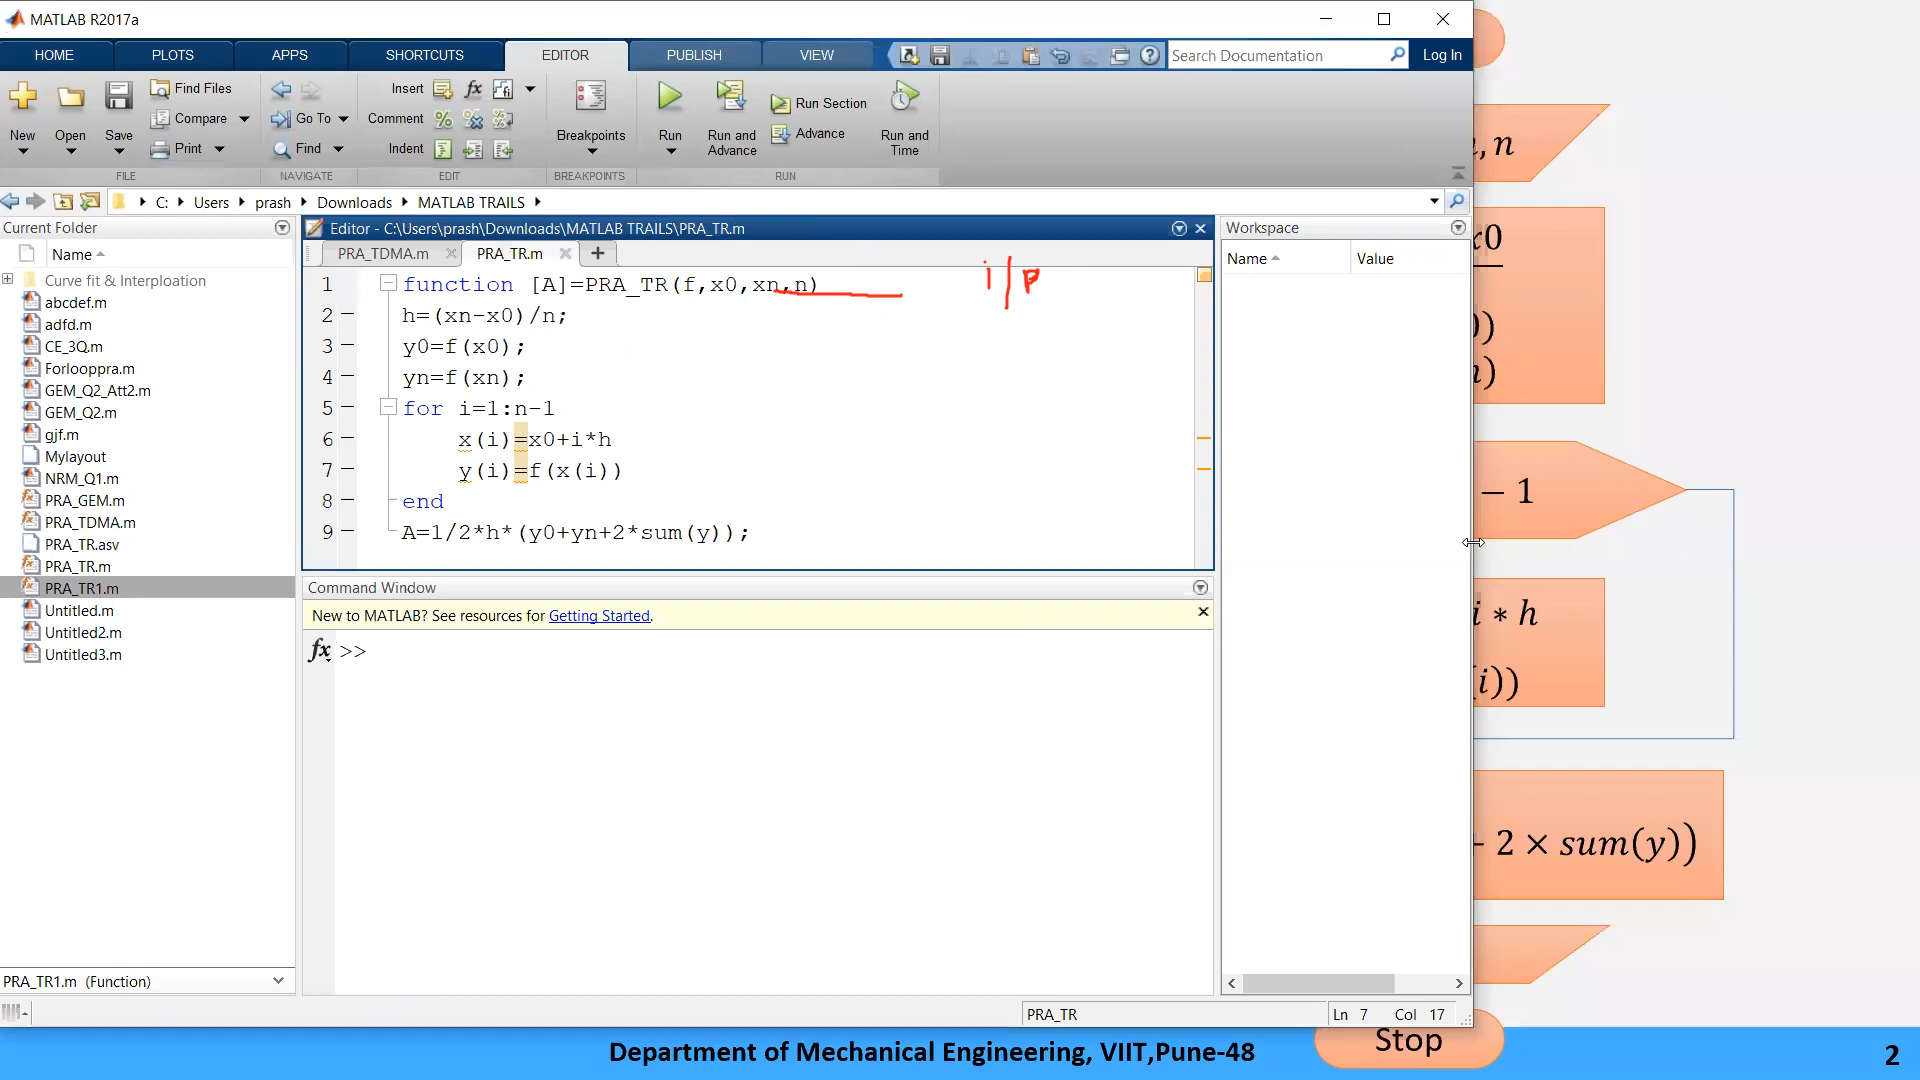 MATLAB R2017a
HOME PLOTS APPS SHORTCUTS EDITOR PUBLISH VIEW Search Documentation Log In
New Open Save Find Files Compare Print Go To Find Insert fx Comment Indent Breakpoints Run Run and Advance Run Section Advance Run and Time
FILE NAVIGATE EDIT BREAKPOINTS RUN
C: Users prash Downloads MATLAB TRAILS
Current Folder
Name
Curve fit & Interploation
abcdef.m
adfd.m
CE_3Q.m
Forlooppra.m
GEM_Q2_Att2.m
GEM_Q2.m
gjf.m
Mylayout
NRM_Q1.m
PRA_GEM.m
PRA_TDMA.m
PRA_TR.asv
PRA_TR.m
PRA_TR1.m
Untitled.m
Untitled2.m
Untitled3.m
PRA_TR1.m (Function)
Editor - C:\Users\prash\Downloads\MATLAB TRAILS\PRA_TR.m
PRA_TDMA.m PRA_TR.m
1 function [A]=PRA_TR(f,x0,xn,n)
i|p
2 h=(xn-x0)/n;
3 y0=f(x0);
4 yn=f(xn);
5 for i=1:n-1
6 x(i)=x0+i*h
7 y(i)=f(x(i))
8 end
9 A=1/2*h*(y0+yn+2*sum(y));
Command Window
New to MATLAB? See resources for Getting Started.
fx >>
Workspace
Name Value
PRA_TR Ln 7 Col 17
, n
x0
))
)
− 1
i ∗ h
i))
2 × sum(y))
Stop
Department of Mechanical Engineering, VIIT,Pune-48
2